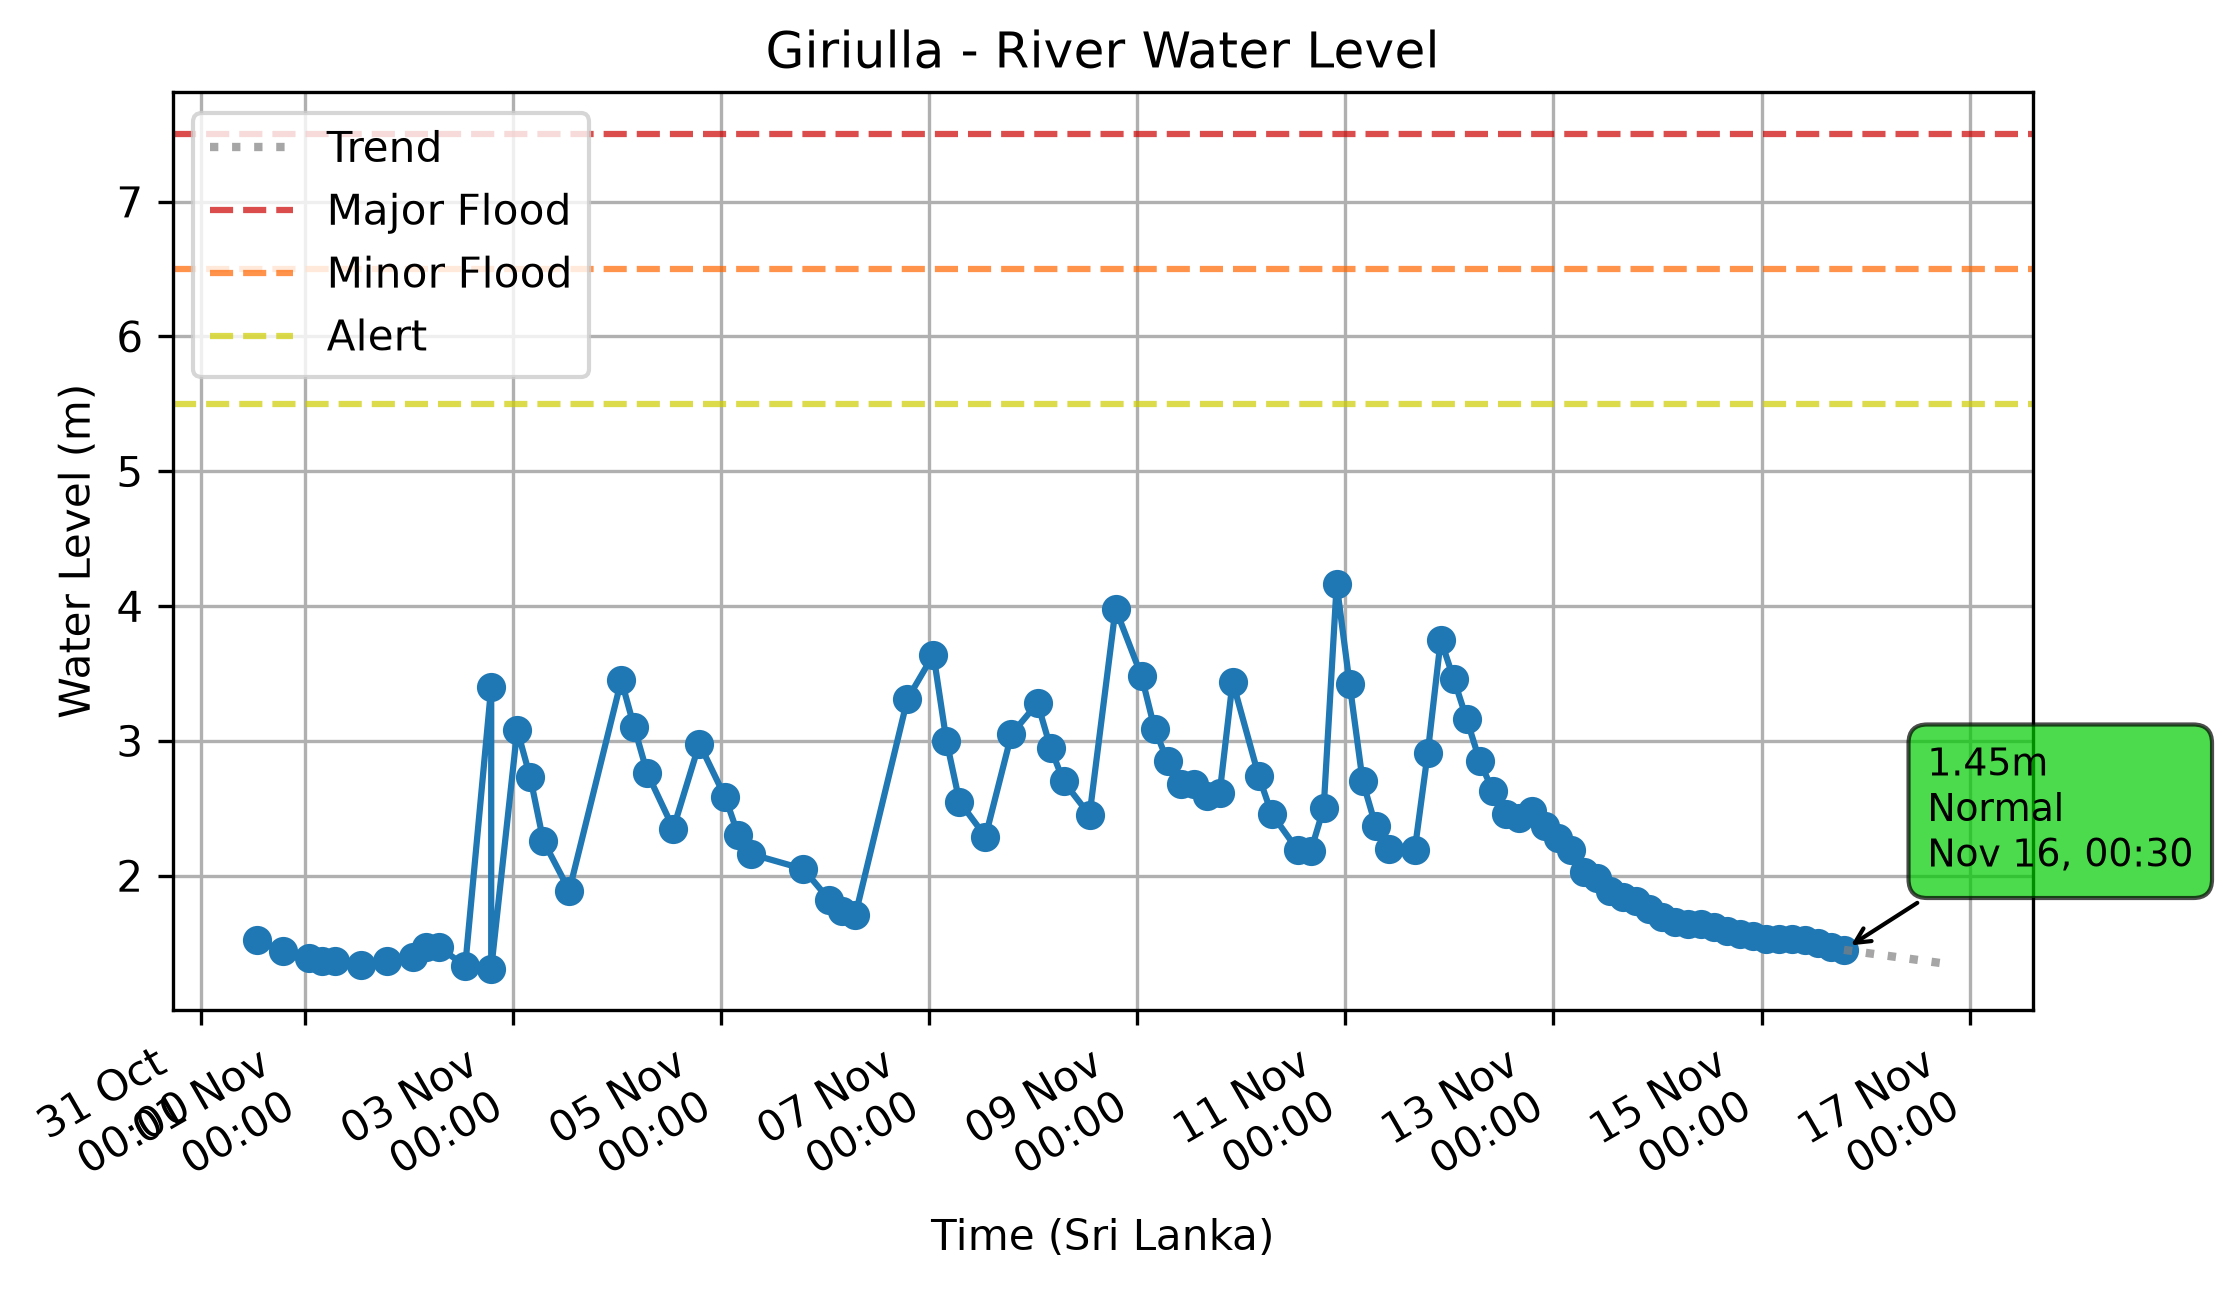 Giriulla - River Water Level
Trend
Major Flood
Minor Flood
Alert
7
6
5
4
3
2
Water Level (m)
1.45m
Normal
Nov 16, 00:30
31 Oct
00:00
01 Nov
00:00
03 Nov
00:00
05 Nov
00:00
07 Nov
00:00
09 Nov
00:00
11 Nov
00:00
13 Nov
00:00
15 Nov
00:00
17 Nov
00:00
Time (Sri Lanka)